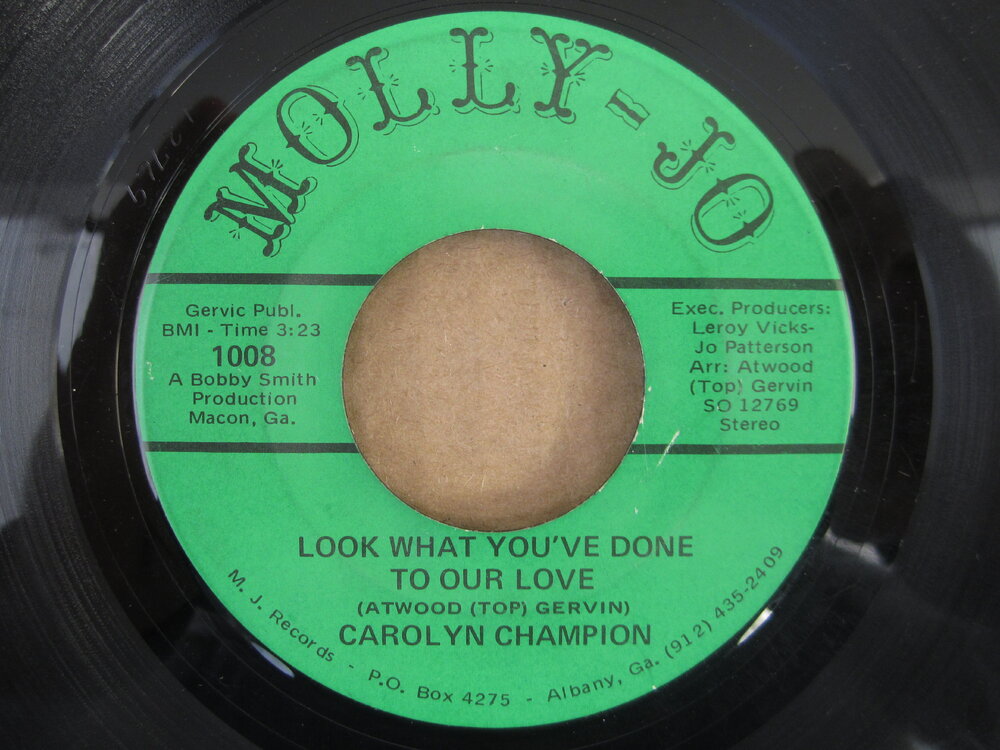 MOLLY-JO
Gervic Publ.
BMI - Time 3:23
1008
A Bobby Smith
Production
Macon, Ga.
Exec. Producers:
Leroy Vicks-
Jo Patterson
Arr: Atwood
(Top) Gervin
SO 12769
Stereo
LOOK WHAT YOU'VE DONE
TO OUR LOVE
(ATWOOD (TOP) GERVIN)
CAROLYN CHAMPION
M. J. Records - P.O. Box 4275 - Albany, Ga. (912) 435-2409